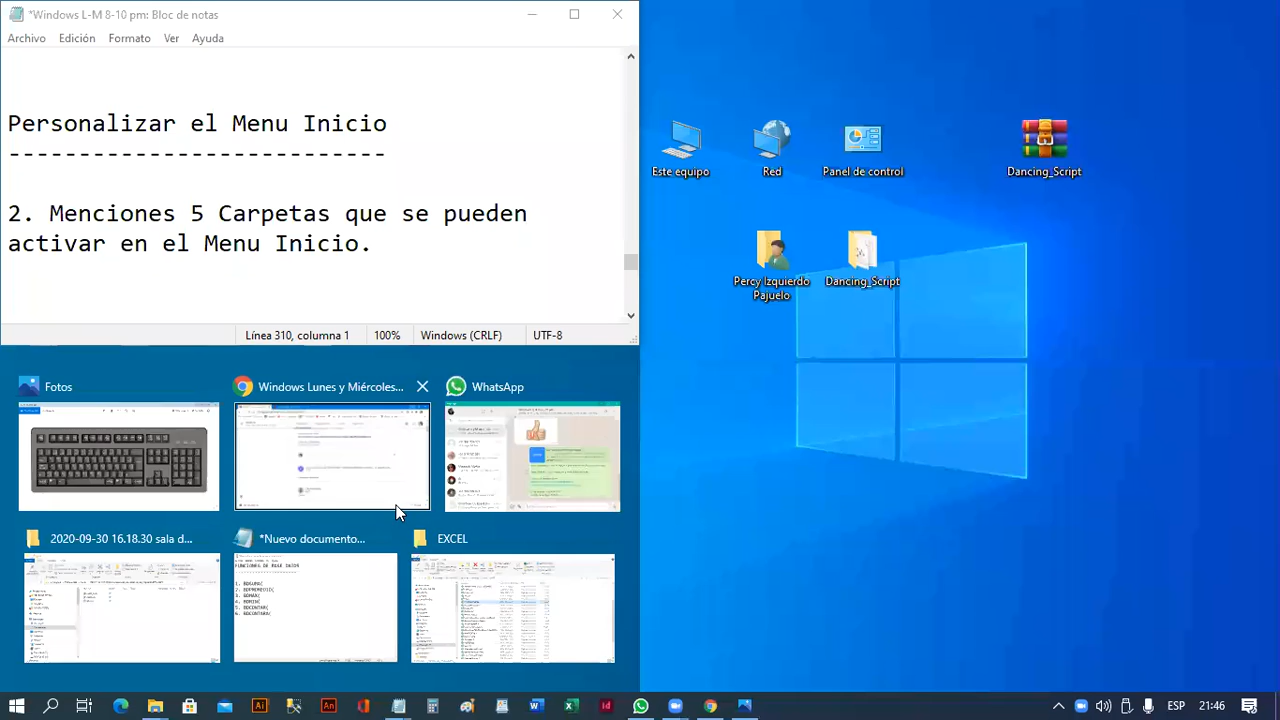 *Windows L-M 8-10 pm: Bloc de notas
Archivo Edición Formato Ver Ayuda
Personalizar el Menu Inicio
---------------------------
2. Menciones 5 Carpetas que se pueden
activar en el Menu Inicio.
Línea 310, columna 1 100% Windows (CRLF) UTF-8
Este equipo
Red
Panel de control
Dancing_Script
Percy Izquierdo
Pajuelo
Dancing_Script
Fotos
Windows Lunes y Miércoles...
WhatsApp
2020-09-30 16.18.30 sala d...
*Nuevo documento...
EXCEL
ESP 21:46